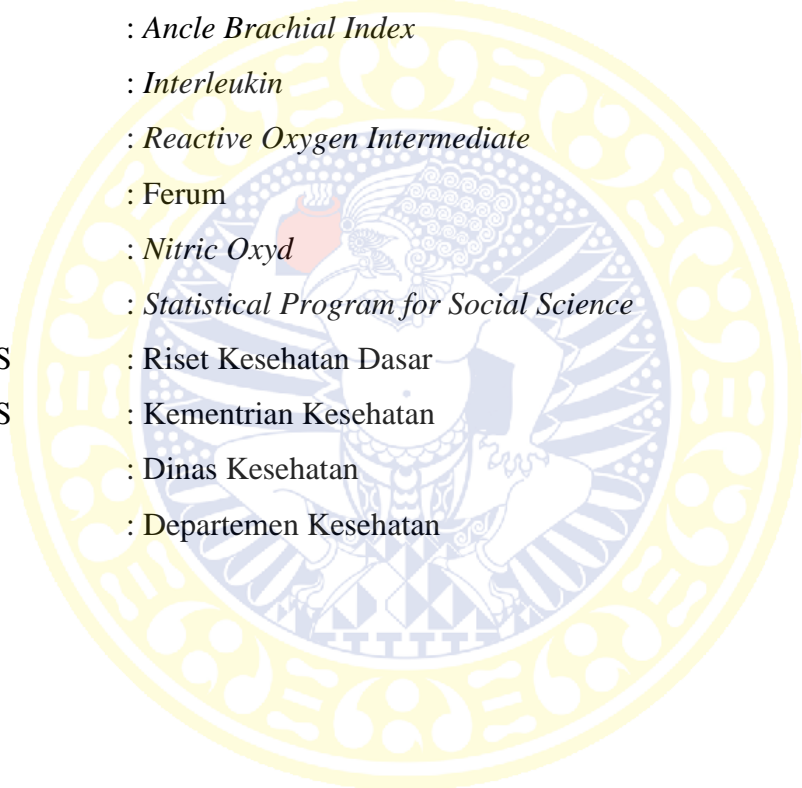 : Ancle Brachial Index
: Interleukin
: Reactive Oxygen Intermediate
: Ferum
: Nitric Oxyd
: Statistical Program for Social Science
S : Riset Kesehatan Dasar
S : Kementrian Kesehatan
: Dinas Kesehatan
: Departemen Kesehatan